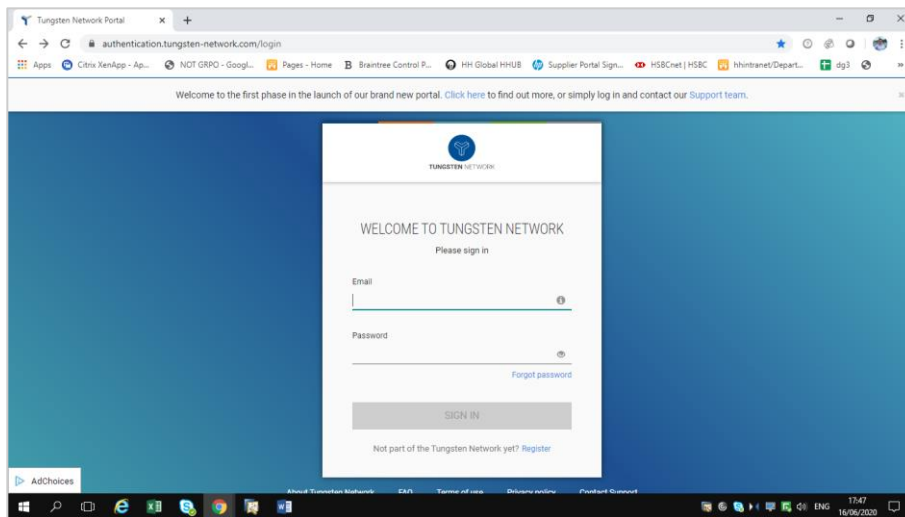 Tungsten Network Portal
authentication.tungsten-network.com/login
Apps Citrix XenApp - Ap... NOT GRPO - Googl... Pages - Home Braintree Control P... HH Global HHUB Supplier Portal Sign... HSBCnet | HSBC hhintranet/Depart... dg3 »
Welcome to the first phase in the launch of our brand new portal. Click here to find out more, or simply log in and contact our Support team.
TUNGSTEN NETWORK
WELCOME TO TUNGSTEN NETWORK
Please sign in
Email
Password
Forgot password
SIGN IN
Not part of the Tungsten Network yet? Register
AdChoices
About Tungsten Network FAQ Terms of use Privacy policy Contact Support
ENG
17:47
16/06/2020